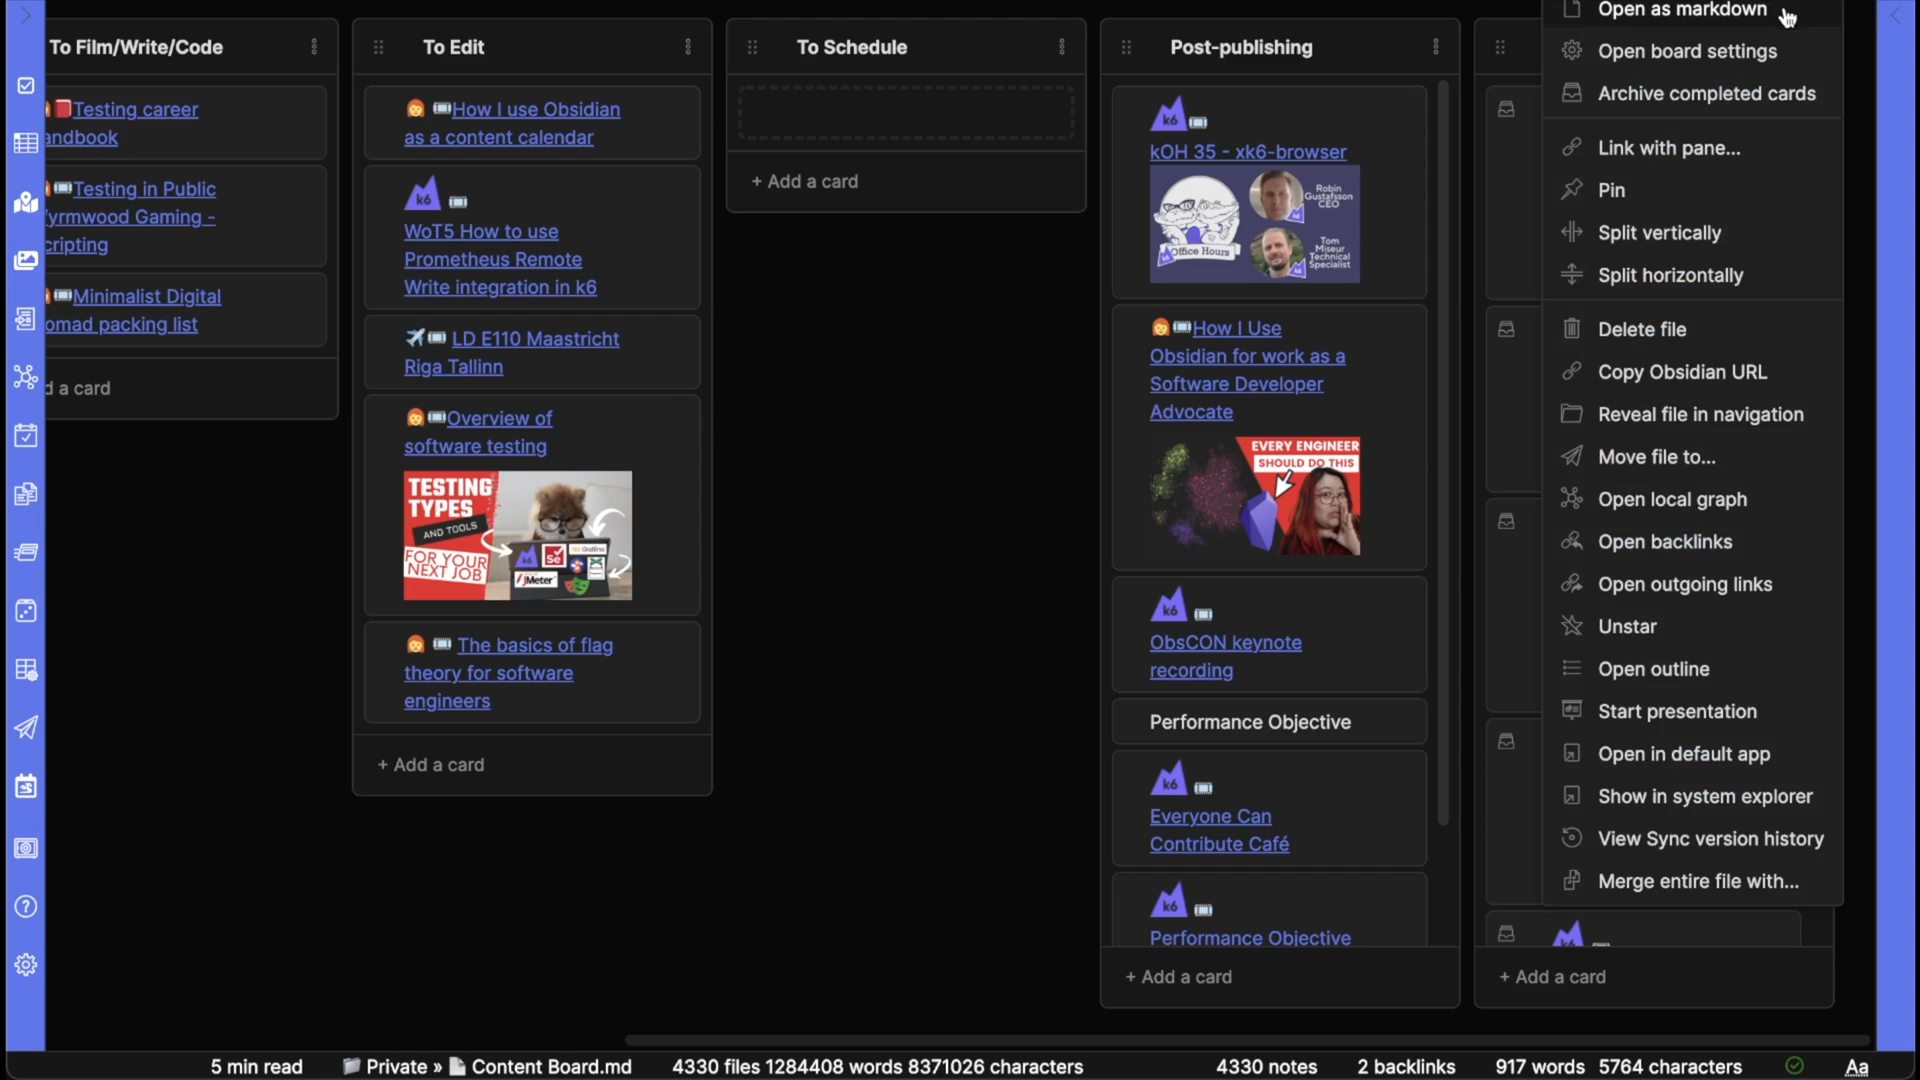 To Film/Write/Code
Testing career
andbook
Testing in Public
yrmwood Gaming -
cripting
Minimalist Digital
omad packing list
d a card
To Edit
How I use Obsidian
as a content calendar
k6
WoT5 How to use
Prometheus Remote
Write integration in k6
LD E110 Maastricht
Riga Tallinn
Overview of
software testing
TESTING
TYPES
AND TOOLS
FOR YOUR
NEXT JOB
k6
Se
Gatling
JMeter
The basics of flag
theory for software
engineers
+ Add a card
To Schedule
+ Add a card
Post-publishing
k6
kOH 35 - xk6-browser
Office Hours
Robin
Gustafsson
CEO
Tom
Miseur
Technical
Specialist
How I Use
Obsidian for work as a
Software Developer
Advocate
EVERY ENGINEER
SHOULD DO THIS
k6
ObsCON keynote
recording
Performance Objective
k6
Everyone Can
Contribute Café
k6
Performance Objective
+ Add a card
+ Add a card
Open as markdown
Open board settings
Archive completed cards
Link with pane...
Pin
Split vertically
Split horizontally
Delete file
Copy Obsidian URL
Reveal file in navigation
Move file to...
Open local graph
Open backlinks
Open outgoing links
Unstar
Open outline
Start presentation
Open in default app
Show in system explorer
View Sync version history
Merge entire file with...
5 min read
Private » Content Board.md
4330 files 1284408 words 8371026 characters
4330 notes
2 backlinks
917 words 5764 characters
Aa